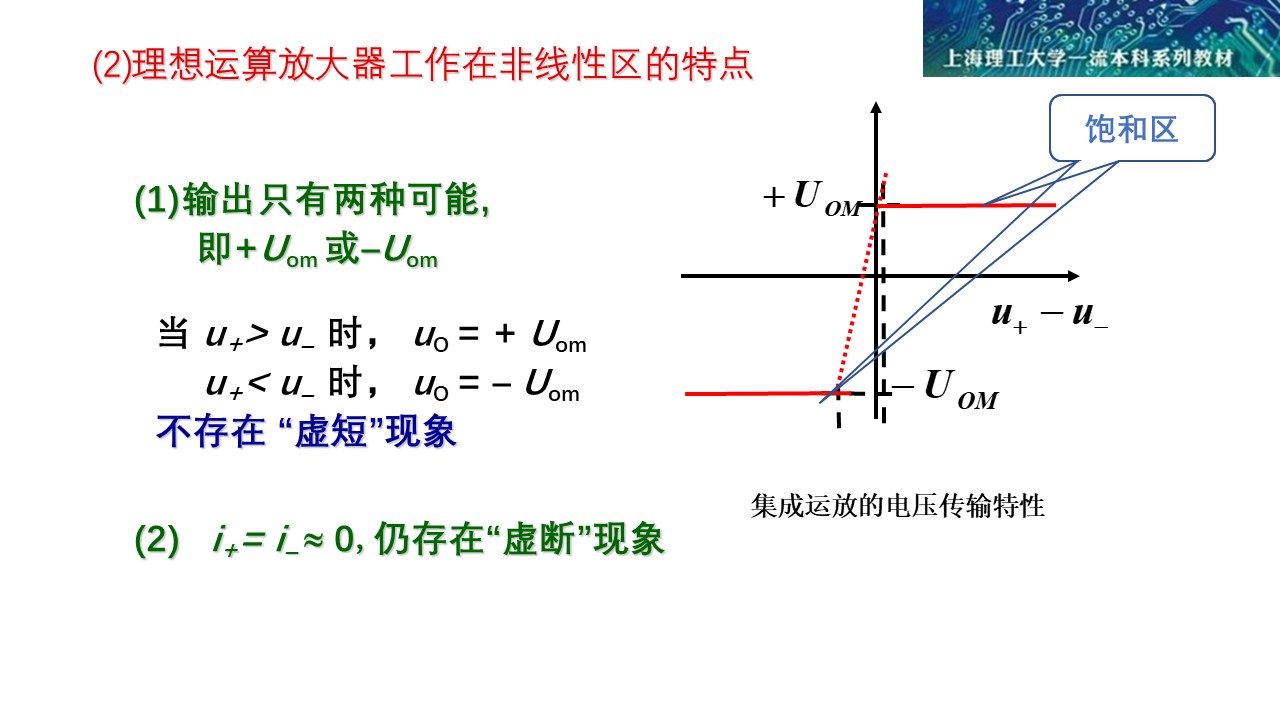 (2)理想运算放大器工作在非线性区的特点
上海理工大学一流本科系列教材
饱和区
(1)输出只有两种可能,
即+Uom 或–Uom
当 u+> u– 时， uO = + Uom
u+< u– 时， uO = – Uom
不存在 “虚短”现象
(2) i+= i–≈ 0, 仍存在“虚断”现象
+UOM
u+ − u−
−UOM
集成运放的电压传输特性